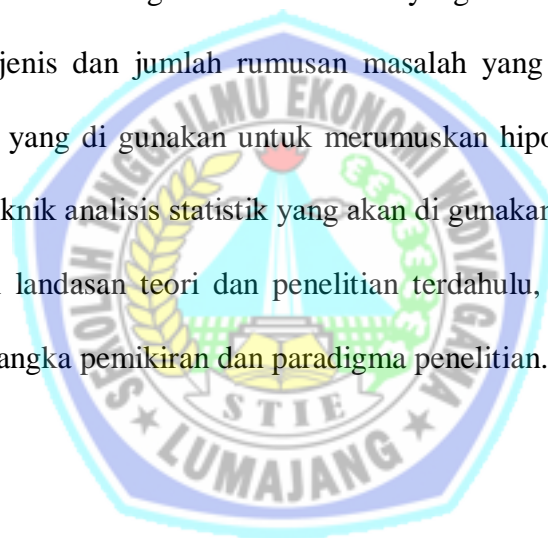 jenis dan jumlah rumusan masalah yang
yang di gunakan untuk merumuskan hipo
knik analisis statistik yang akan di gunakan
landasan teori dan penelitian terdahulu,
angka pemikiran dan paradigma penelitian.
SEKOLAH TINGGI ILMU EKONOMI WIDYA GAMA
STIE
LUMAJANG